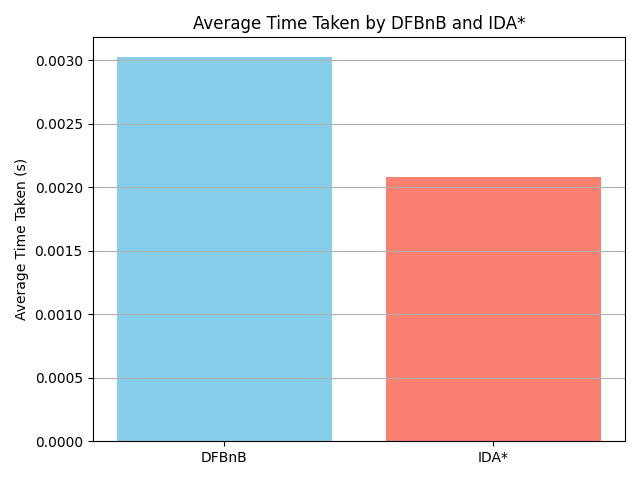 Average Time Taken by DFBnB and IDA*
Average Time Taken (s)
0.0030
0.0025
0.0020
0.0015
0.0010
0.0005
0.0000
DFBnB
IDA*